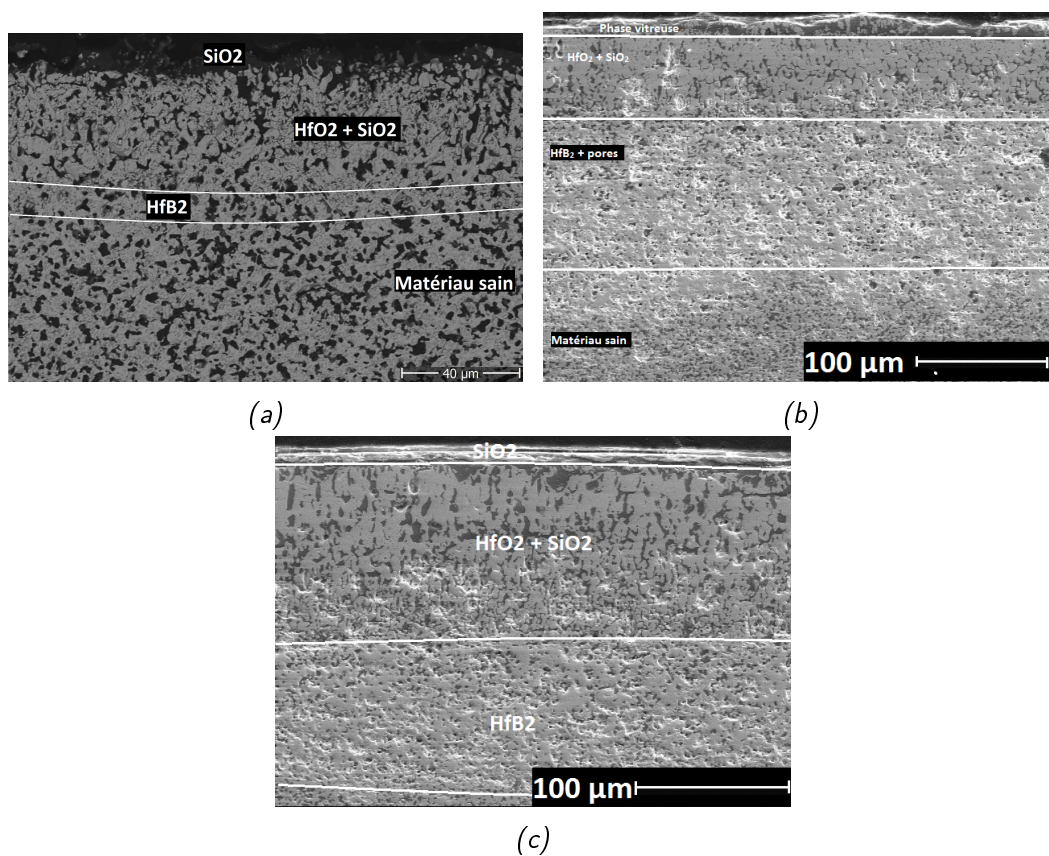 SiO2
HfO2 + SiO2
HfB2
Matériau sain
40 µm
(a)
Phase vitreuse
HfO₂ + SiO₂
HfB₂ + pores
Matériau sain
100 µm
(b)
SiO2
HfO2 + SiO2
HfB2
100 µm
(c)